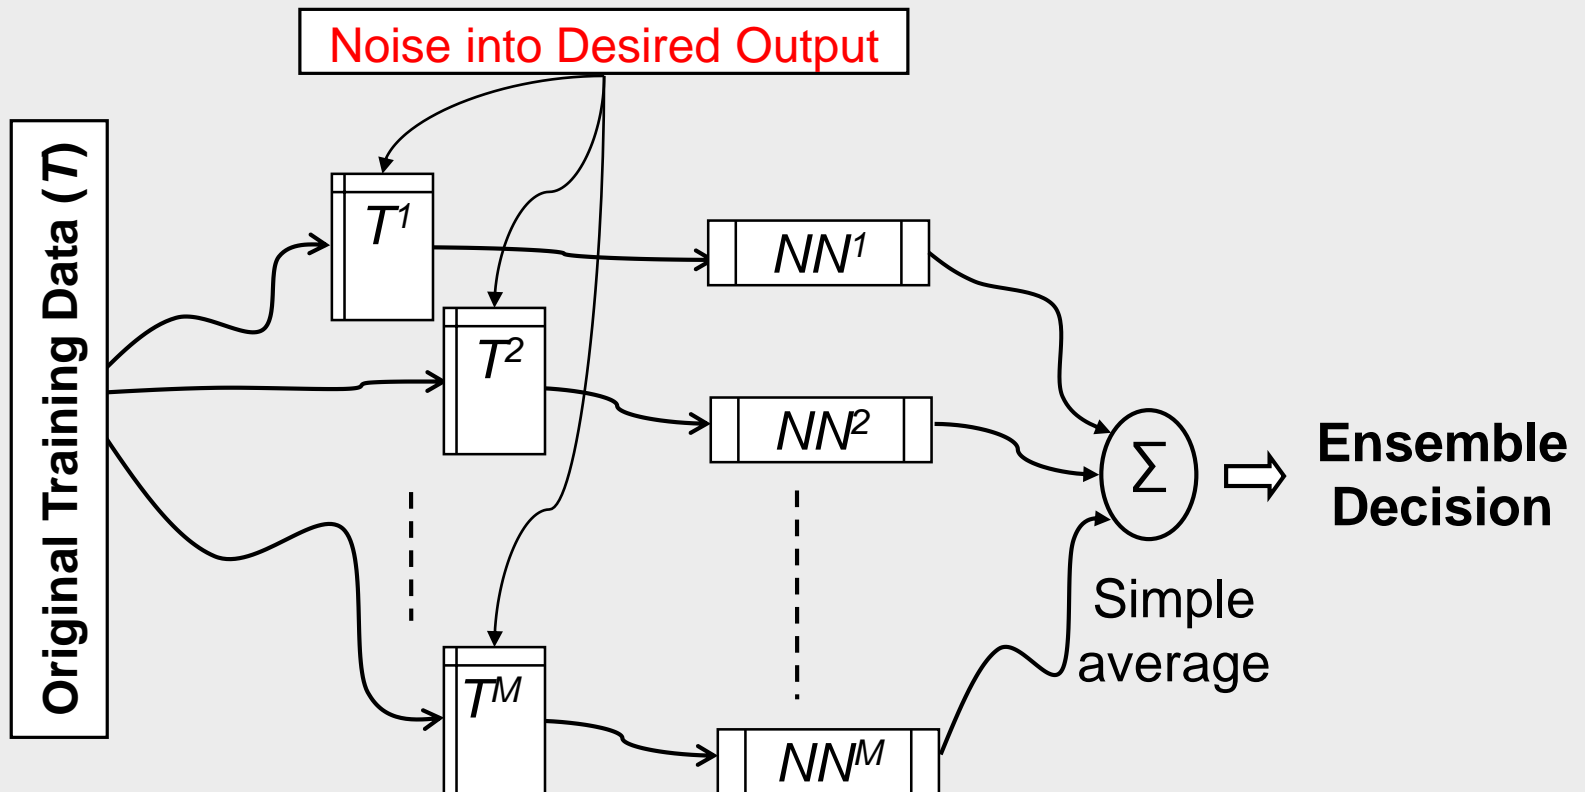 Noise into Desired Output
Original Training Data (T)
T¹
NN¹
T²
NN²
Σ
Ensemble
Decision
Simple
average
Tᴹ
NNᴹ